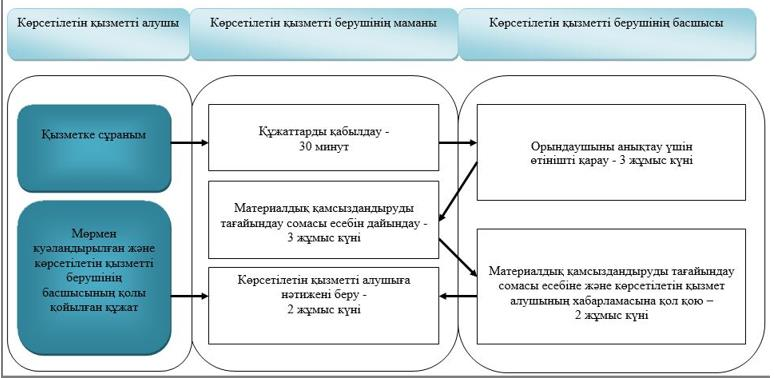 Көрсетілетін қызметті алушы
Көрсетілетін қызметті берушінің маманы
Көрсетілетін қызметті берушінің басшысы
Қызметке сұраным
Құжаттарды қабылдау -
30 минут
Орындаушыны анықтау үшін
өтінішті қарау - 3 жұмыс күні
Материалдық қамсыздандыруды
тағайындау сомасы есебін дайындау -
3 жұмыс күні
Мөрмен
куәландырылған және
көрсетілетін қызметті
берушінің
басшысының қолы
қойылған құжат
Көрсетілетін қызметті алушыға
нәтижені беру -
2 жұмыс күні
Материалдық қамсыздандыруды тағайындау
сомасы есебіне және көрсетілетін қызмет
алушының хабарламасына қол қою –
2 жұмыс күні